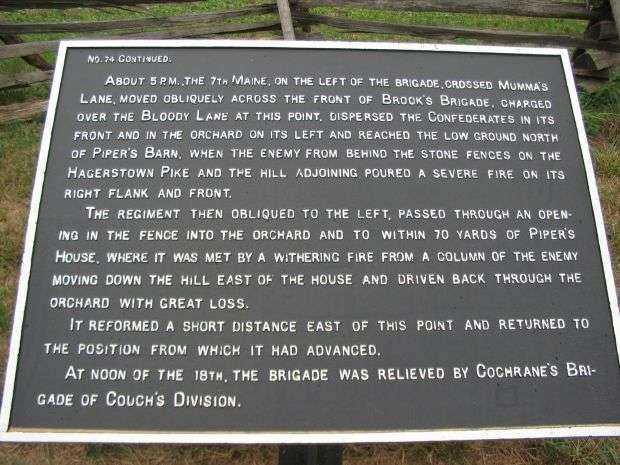 No. 74 Continued.
About 5 P.M., the 7th Maine, on the left of the brigade, crossed Mumma's
Lane, moved obliquely across the front of Brook's Brigade, charged
over the Bloody Lane at this point, dispersed the Confederates in its
front and in the orchard on its left and reached the low ground north
of Piper's Barn, when the enemy from behind the stone fences on the
Hagerstown Pike and the hill adjoining poured a severe fire on its
right flank and front.
The regiment then obliqued to the left, passed through an open-
ing in the fence into the orchard and to within 70 yards of Piper's
House, where it was met by a withering fire from a column of the enemy
moving down the hill east of the house and driven back through the
orchard with great loss.
It reformed a short distance east of this point and returned to
the position from which it had advanced.
At noon of the 18th, the brigade was relieved by Cochrane's Bri-
gade of Couch's Division.